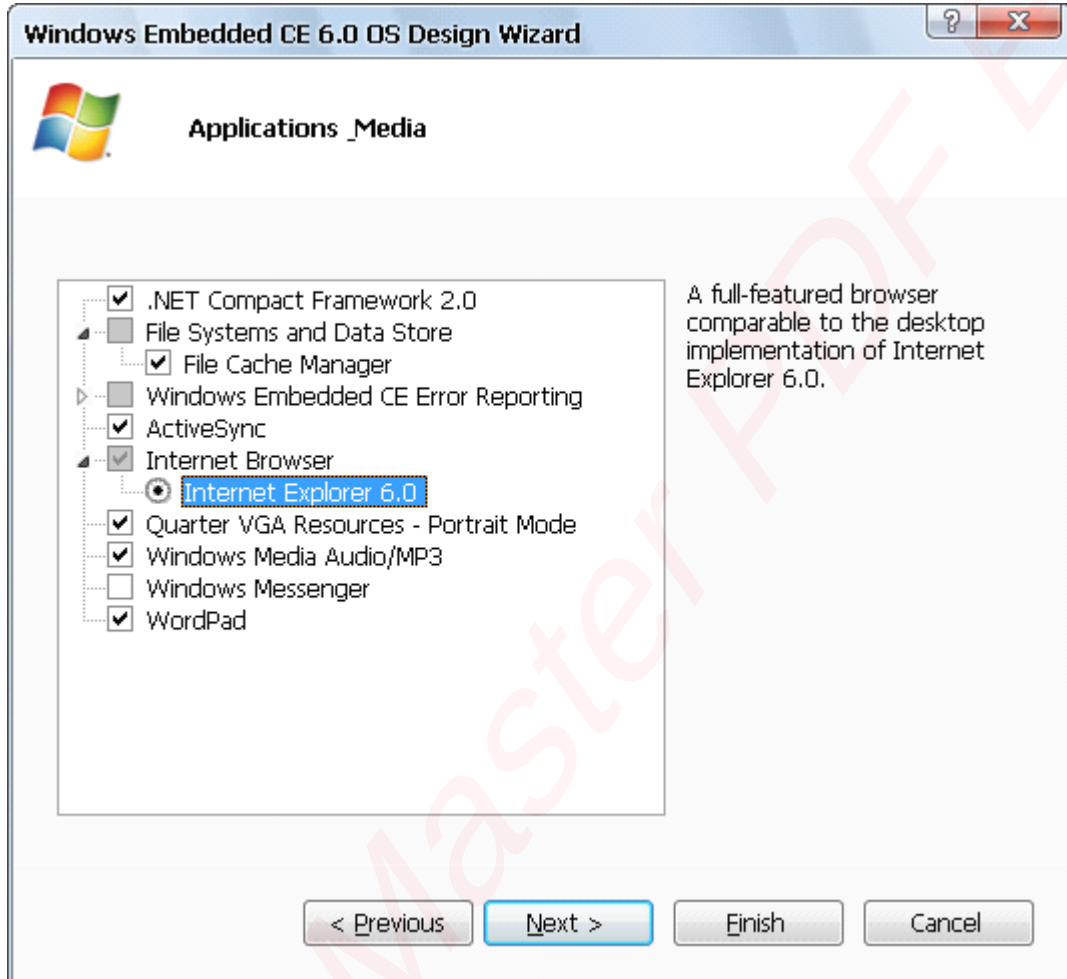 Windows Embedded CE 6.0 OS Design Wizard
?
X
Applications _Media
.NET Compact Framework 2.0
File Systems and Data Store
File Cache Manager
Windows Embedded CE Error Reporting
ActiveSync
Internet Browser
Internet Explorer 6.0
Quarter VGA Resources - Portrait Mode
Windows Media Audio/MP3
Windows Messenger
WordPad
A full-featured browser
comparable to the desktop
implementation of Internet
Explorer 6.0.
< Previous
Next >
Finish
Cancel
Master PDF E